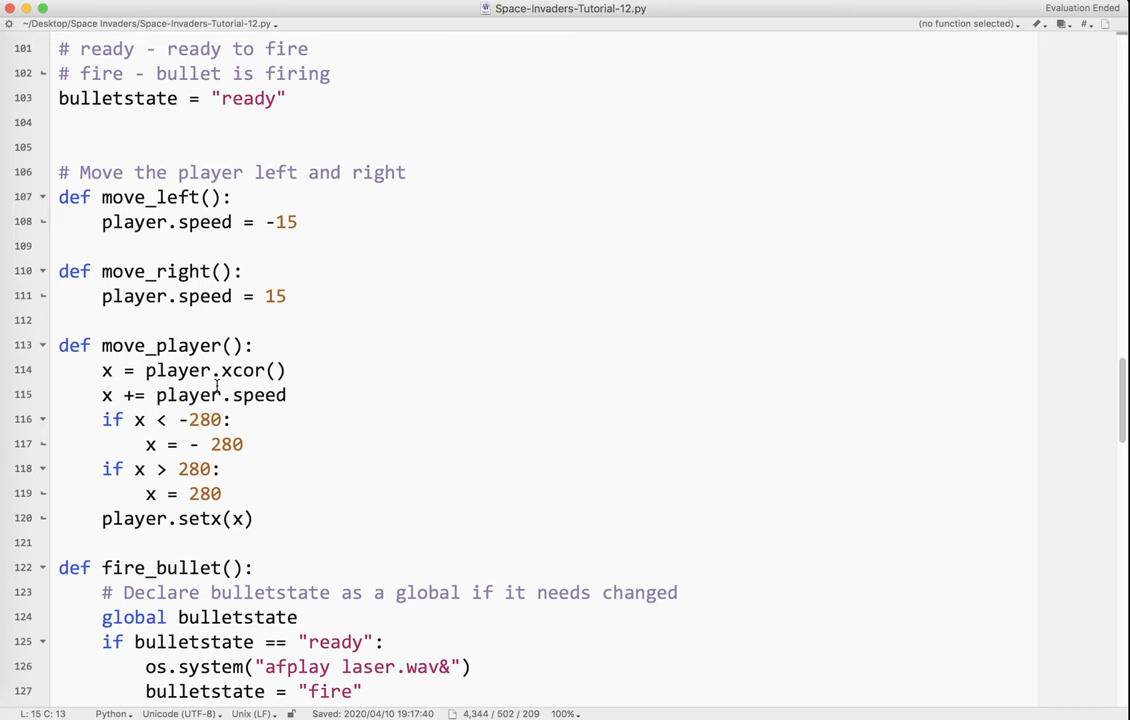 Space-Invaders-Tutorial-12.py
Evaluation Ended
~/Desktop/Space Invaders/Space-Invaders-Tutorial-12.py
(no function selected)
101 # ready - ready to fire
102 # fire - bullet is firing
103 bulletstate = "ready"
104
105
106 # Move the player left and right
107 def move_left():
108     player.speed = -15
109
110 def move_right():
111     player.speed = 15
112
113 def move_player():
114     x = player.xcor()
115     x += player.speed
116     if x < -280:
117         x = - 280
118     if x > 280:
119         x = 280
120     player.setx(x)
121
122 def fire_bullet():
123     # Declare bulletstate as a global if it needs changed
124     global bulletstate
125     if bulletstate == "ready":
126         os.system("afplay laser.wav&")
127         bulletstate = "fire"
L: 15 C: 13 Python Unicode (UTF-8) Unix (LF) Saved: 2020/04/10 19:17:40 4,344 / 502 / 209 100%